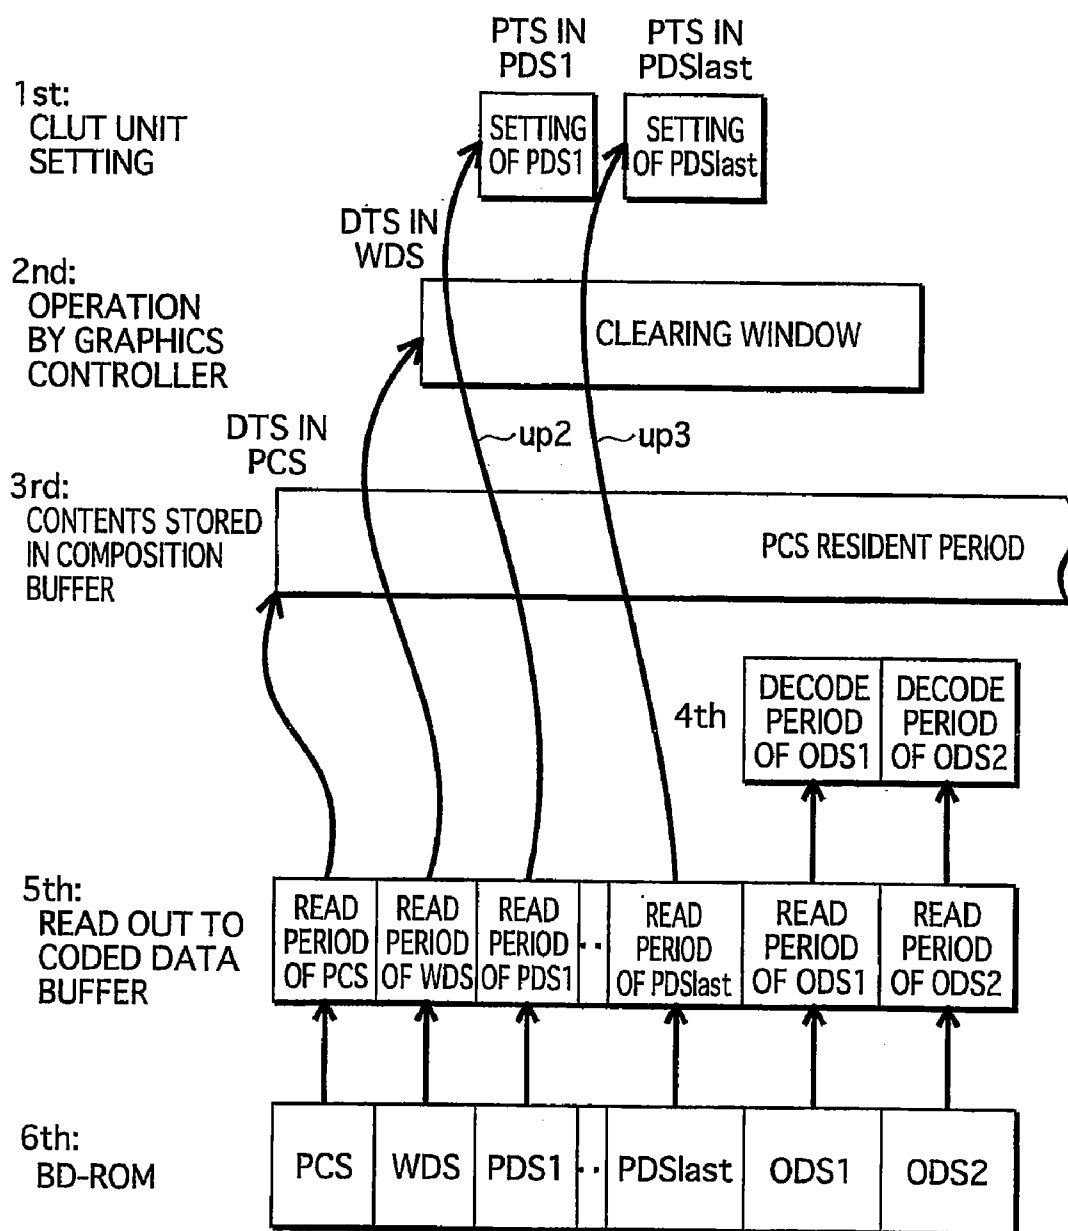 PTS IN
PDS1
PTS IN
PDSlast
1st:
CLUT UNIT
SETTING
SETTING
OF PDS1
SETTING
OF PDSlast
DTS IN
WDS
2nd:
OPERATION
BY GRAPHICS
CONTROLLER
CLEARING WINDOW
DTS IN
PCS
up2
up3
3rd:
CONTENTS STORED
IN COMPOSITION
BUFFER
PCS RESIDENT PERIOD
4th
DECODE
PERIOD
OF ODS1
DECODE
PERIOD
OF ODS2
5th:
READ OUT TO
CODED DATA
BUFFER
READ
PERIOD
OF PCS
READ
PERIOD
OF WDS
READ
PERIOD
OF PDS1
··
READ
PERIOD
OF PDSlast
READ
PERIOD
OF ODS1
READ
PERIOD
OF ODS2
6th:
BD-ROM
PCS
WDS
PDS1
··
PDSlast
ODS1
ODS2